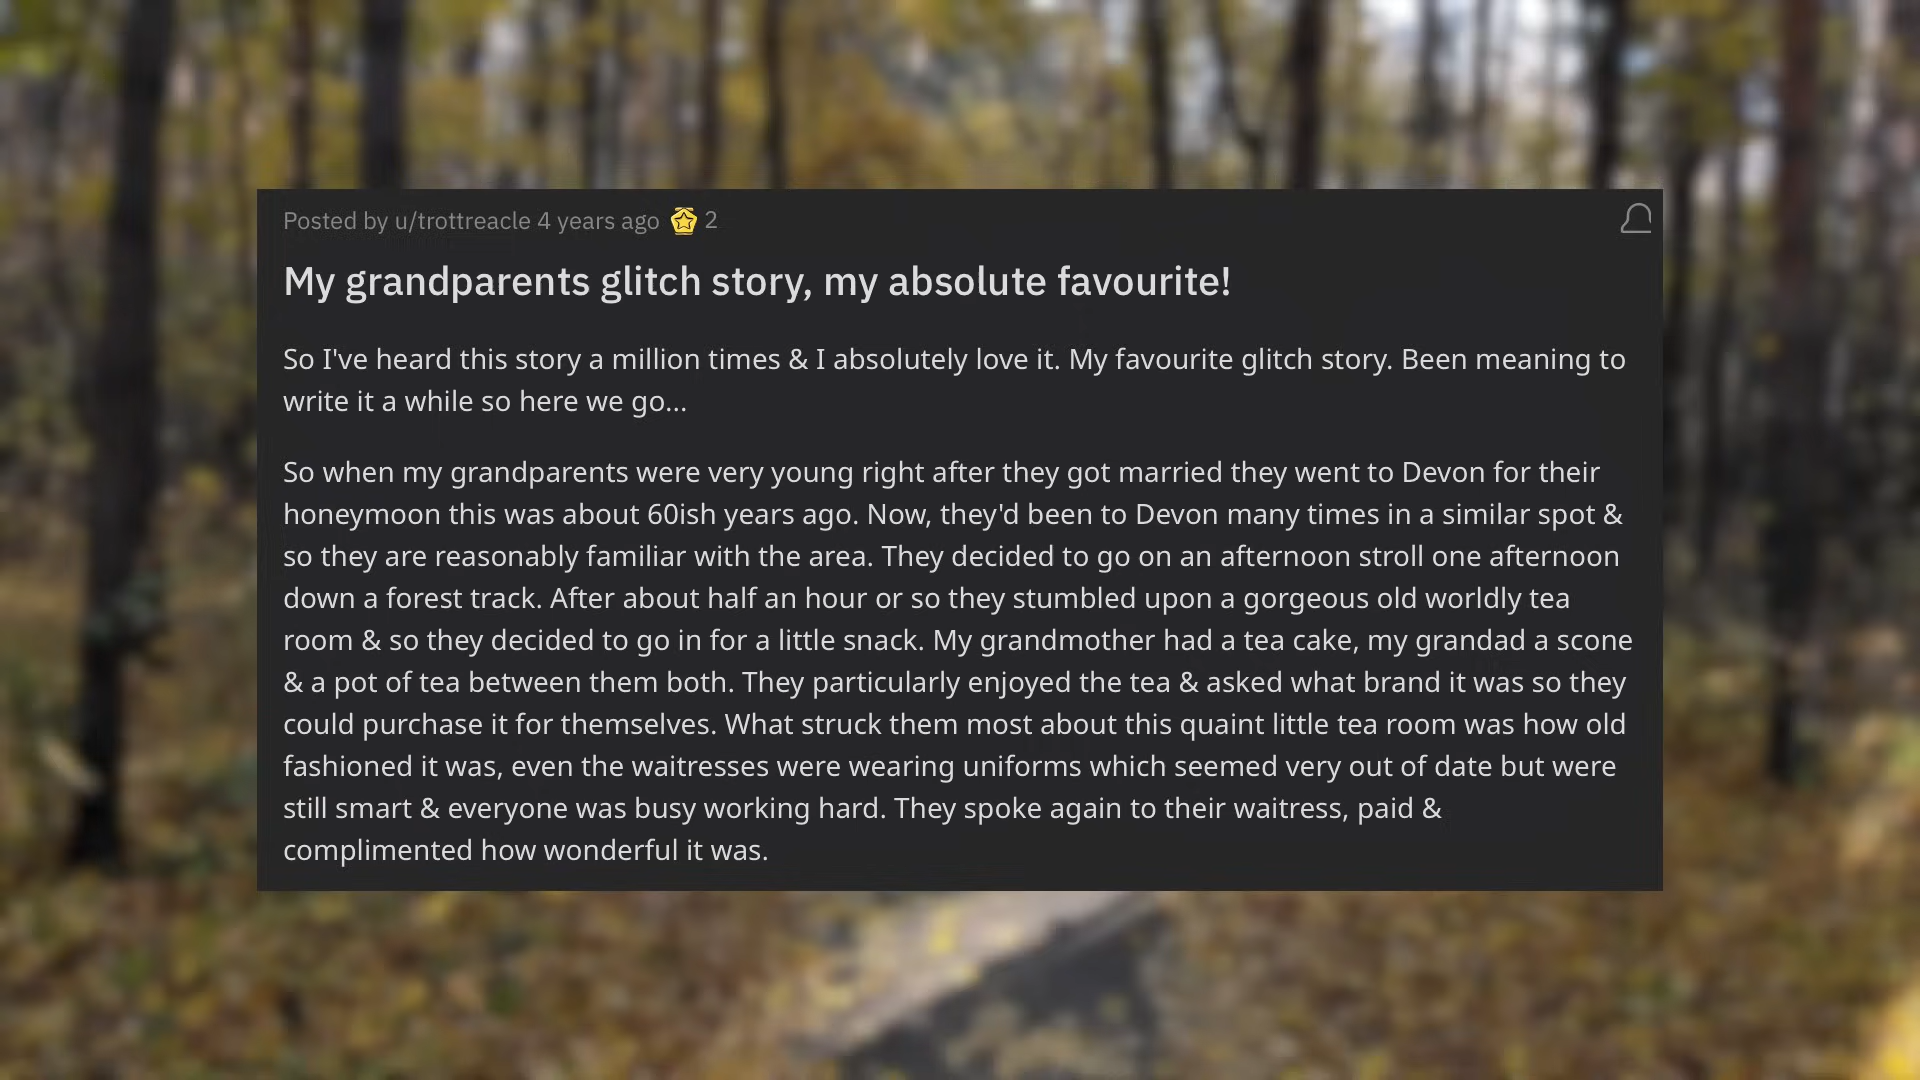 Posted by u/trottreacle 4 years ago 2
My grandparents glitch story, my absolute favourite!
So I've heard this story a million times & I absolutely love it. My favourite glitch story. Been meaning to
write it a while so here we go...
So when my grandparents were very young right after they got married they went to Devon for their
honeymoon this was about 60ish years ago. Now, they'd been to Devon many times in a similar spot &
so they are reasonably familiar with the area. They decided to go on an afternoon stroll one afternoon
down a forest track. After about half an hour or so they stumbled upon a gorgeous old worldly tea
room & so they decided to go in for a little snack. My grandmother had a tea cake, my grandad a scone
& a pot of tea between them both. They particularly enjoyed the tea & asked what brand it was so they
could purchase it for themselves. What struck them most about this quaint little tea room was how old
fashioned it was, even the waitresses were wearing uniforms which seemed very out of date but were
still smart & everyone was busy working hard. They spoke again to their waitress, paid &
complimented how wonderful it was.